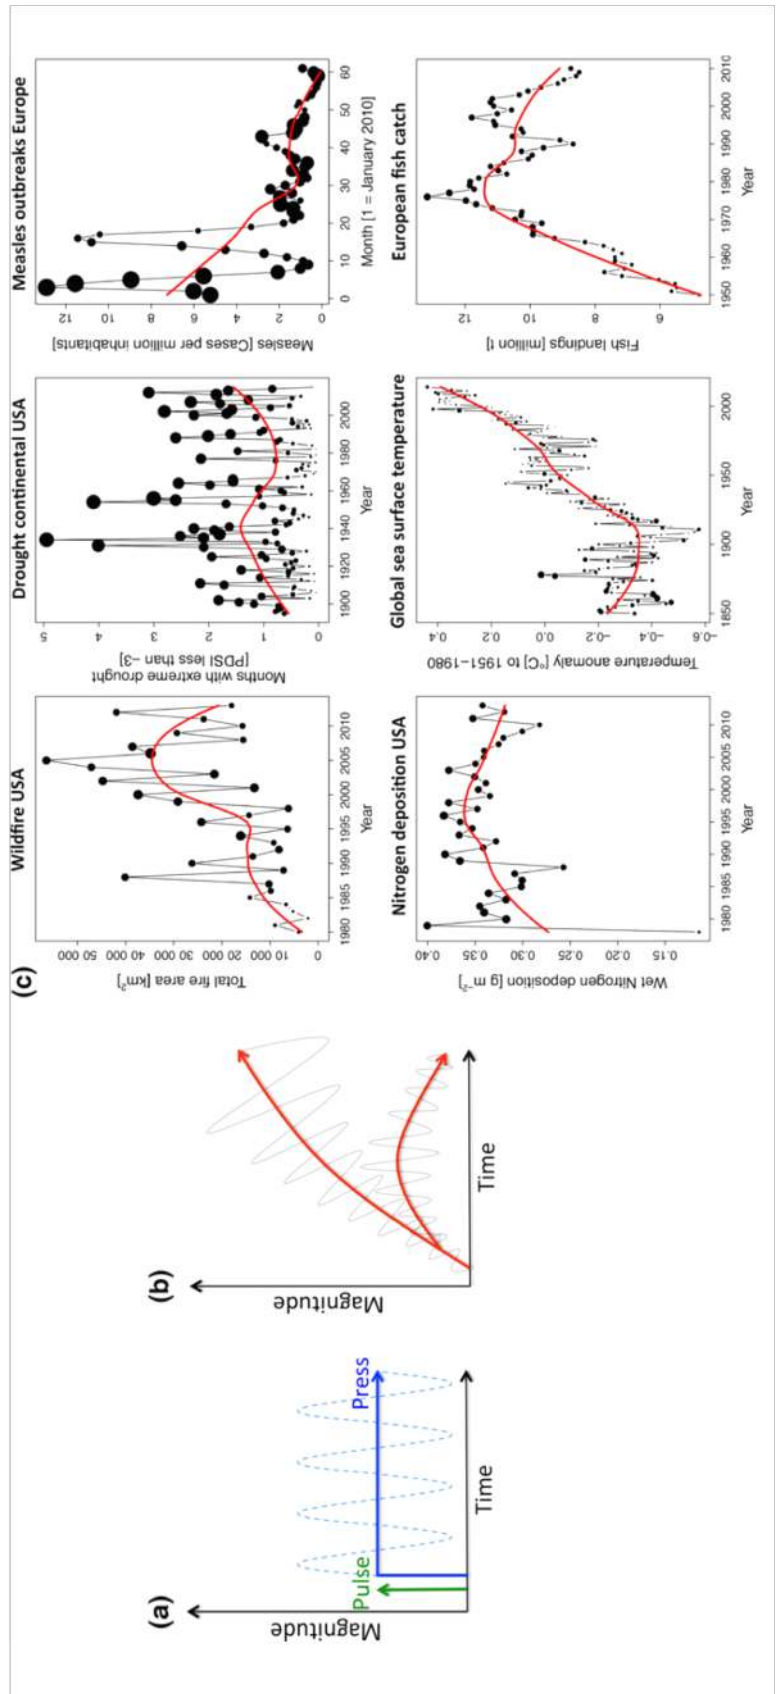 (a)
Magnitude
Pulse
Press
Time
(b)
Magnitude
Time
(c)
Wildfire USA
Total fire area [km²]
0
10 000
20 000
30 000
40 000
50 000
1980 1985 1990 1995 2000 2005 2010
Year
Drought continental USA
Months with extreme drought
[PDSI less than −3]
0
1
2
3
4
5
1900 1920 1940 1960 1980 2000
Year
Measles outbreaks Europe
Measles [Cases per million inhabitants]
0
2
4
6
8
10
12
0 10 20 30 40 50 60
Month [1 = January 2010]
Nitrogen deposition USA
Wet Nitrogen deposition [g m⁻²]
0.15
0.20
0.25
0.30
0.35
0.40
1980 1985 1990 1995 2000 2005 2010
Year
Global sea surface temperature
Temperature anomaly [°C] to 1951−1980
−0.6
−0.4
−0.2
0.0
0.2
0.4
1850 1900 1950 2000
Year
European fish catch
Fish landings [million t]
6
8
10
12
1950 1960 1970 1980 1990 2000 2010
Year